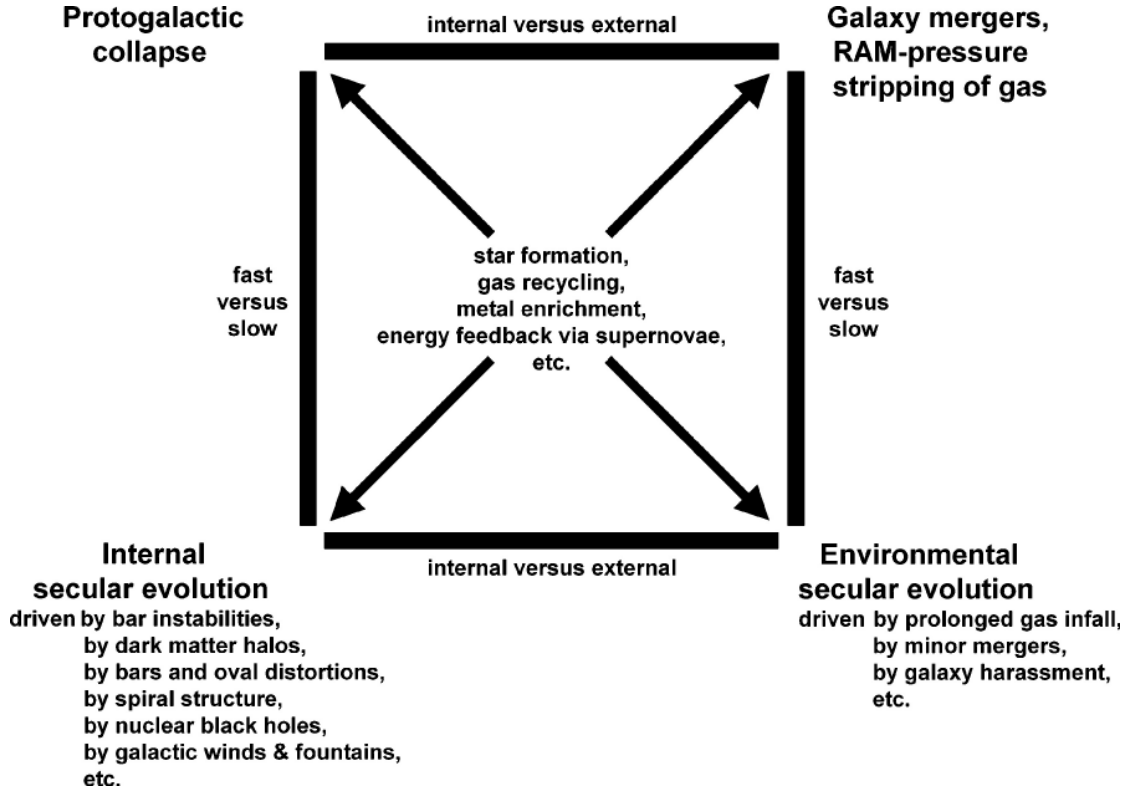 Protogalactic
collapse
internal versus external
Galaxy mergers,
RAM-pressure
stripping of gas
fast
versus
slow
star formation,
gas recycling,
metal enrichment,
energy feedback via supernovae,
etc.
fast
versus
slow
internal versus external
Internal
secular evolution
driven by bar instabilities,
by dark matter halos,
by bars and oval distortions,
by spiral structure,
by nuclear black holes,
by galactic winds & fountains,
etc.
Environmental
secular evolution
driven by prolonged gas infall,
by minor mergers,
by galaxy harassment,
etc.